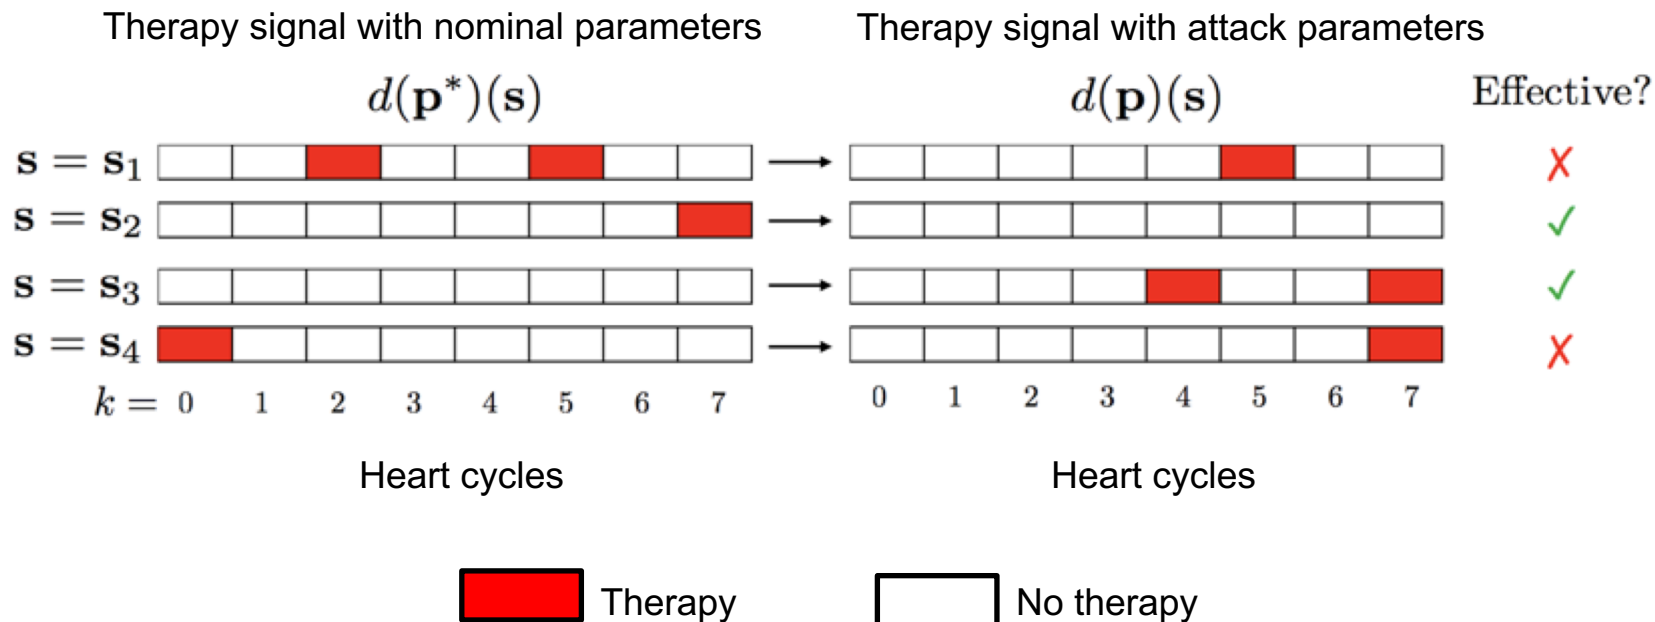 Therapy signal with nominal parameters Therapy signal with attack parameters
d(p*)(s) d(p)(s) Effective?
s = s₁ ✗
s = s₂ ✓
s = s₃ ✓
s = s₄ ✗
k = 0 1 2 3 4 5 6 7 0 1 2 3 4 5 6 7
Heart cycles Heart cycles
Therapy No therapy